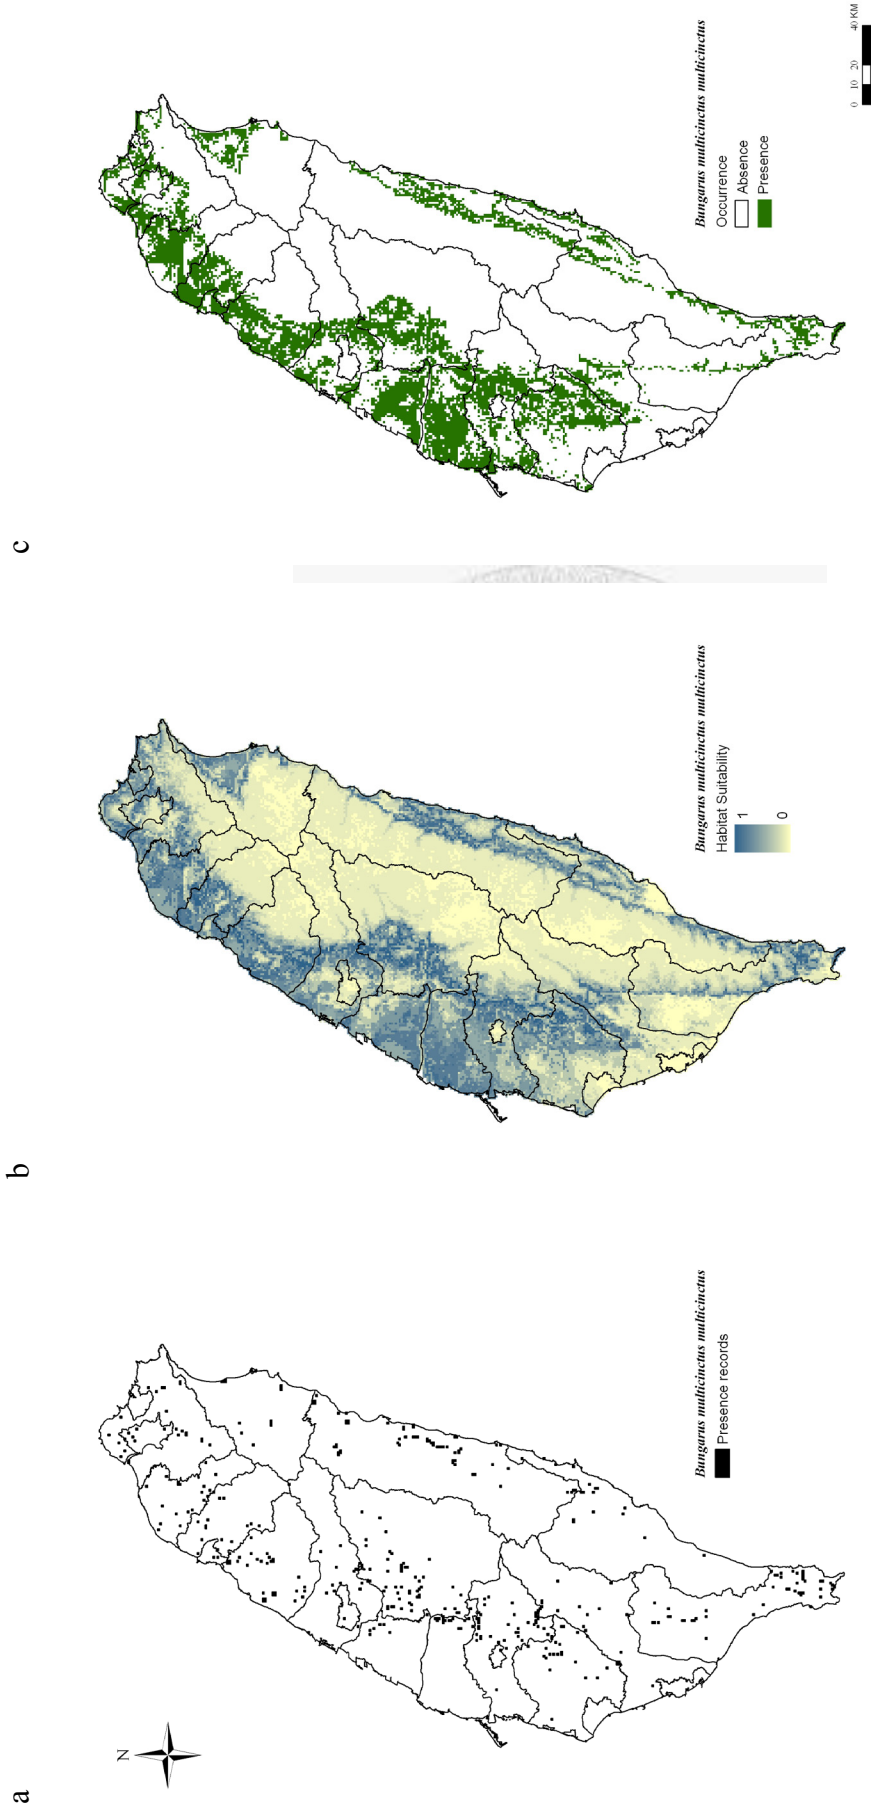 a
N
Bungarus multicinctus multicinctus
Presence records
b
Bungarus multicinctus multicinctus
Habitat Suitability
1
0
c
Bungarus multicinctus multicinctus
Occurrence
Absence
Presence
0 10 20 40 KM